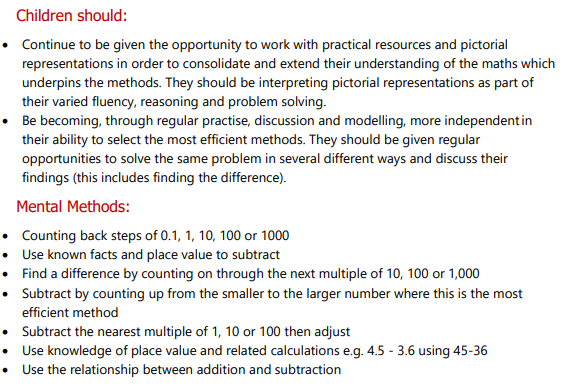 Children should:
• Continue to be given the opportunity to work with practical resources and pictorial
representations in order to consolidate and extend their understanding of the maths which
underpins the methods. They should be interpreting pictorial representations as part of
their varied fluency, reasoning and problem solving.
• Be becoming, through regular practise, discussion and modelling, more independent in
their ability to select the most efficient methods. They should be given regular
opportunities to solve the same problem in several different ways and discuss their
findings (this includes finding the difference).
Mental Methods:
• Counting back steps of 0.1, 1, 10, 100 or 1000
• Use known facts and place value to subtract
• Find a difference by counting on through the next multiple of 10, 100 or 1,000
• Subtract by counting up from the smaller to the larger number where this is the most
efficient method
• Subtract the nearest multiple of 1, 10 or 100 then adjust
• Use knowledge of place value and related calculations e.g. 4.5 - 3.6 using 45-36
• Use the relationship between addition and subtraction